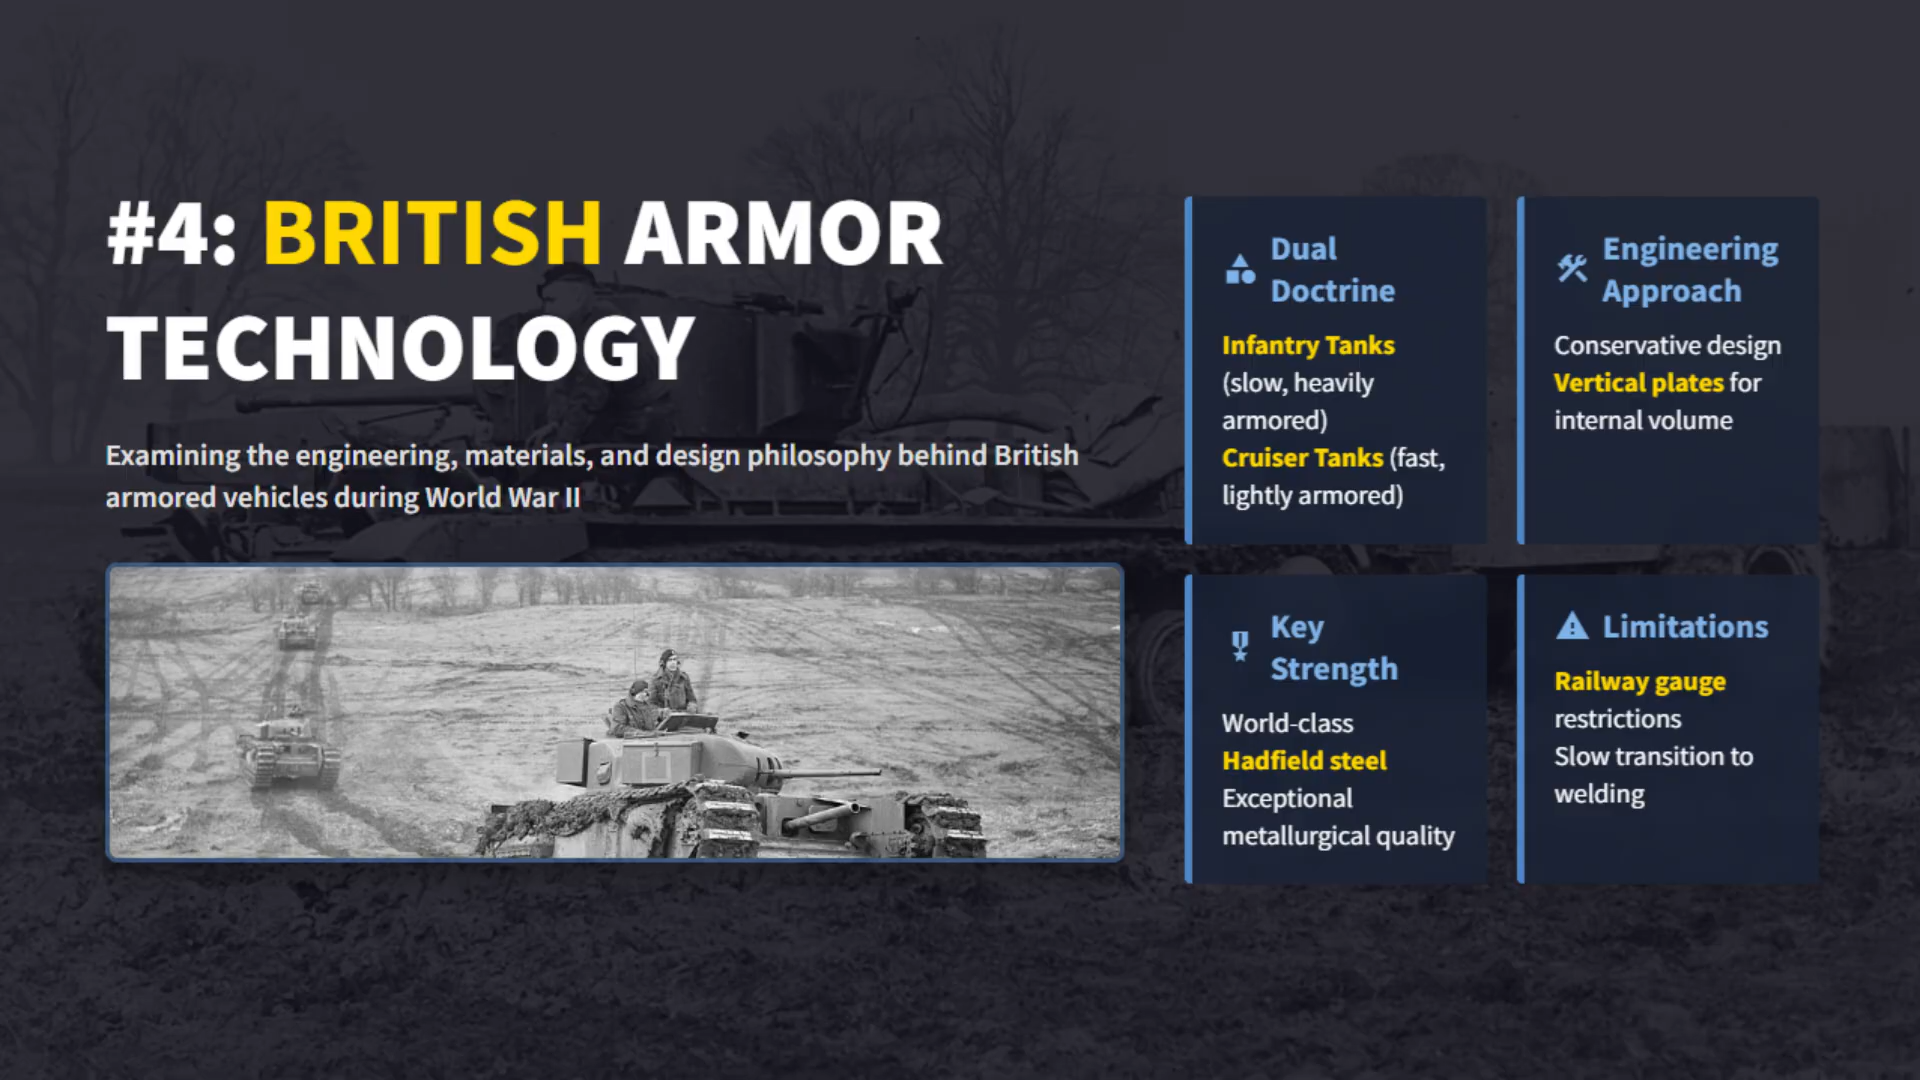 #4: BRITISH ARMOR
TECHNOLOGY
Examining the engineering, materials, and design philosophy behind British
armored vehicles during World War II
Dual
Doctrine
Infantry Tanks
(slow, heavily
armored)
Cruiser Tanks (fast,
lightly armored)
Engineering
Approach
Conservative design
Vertical plates for
internal volume
Key
Strength
World-class
Hadfield steel
Exceptional
metallurgical quality
Limitations
Railway gauge
restrictions
Slow transition to
welding